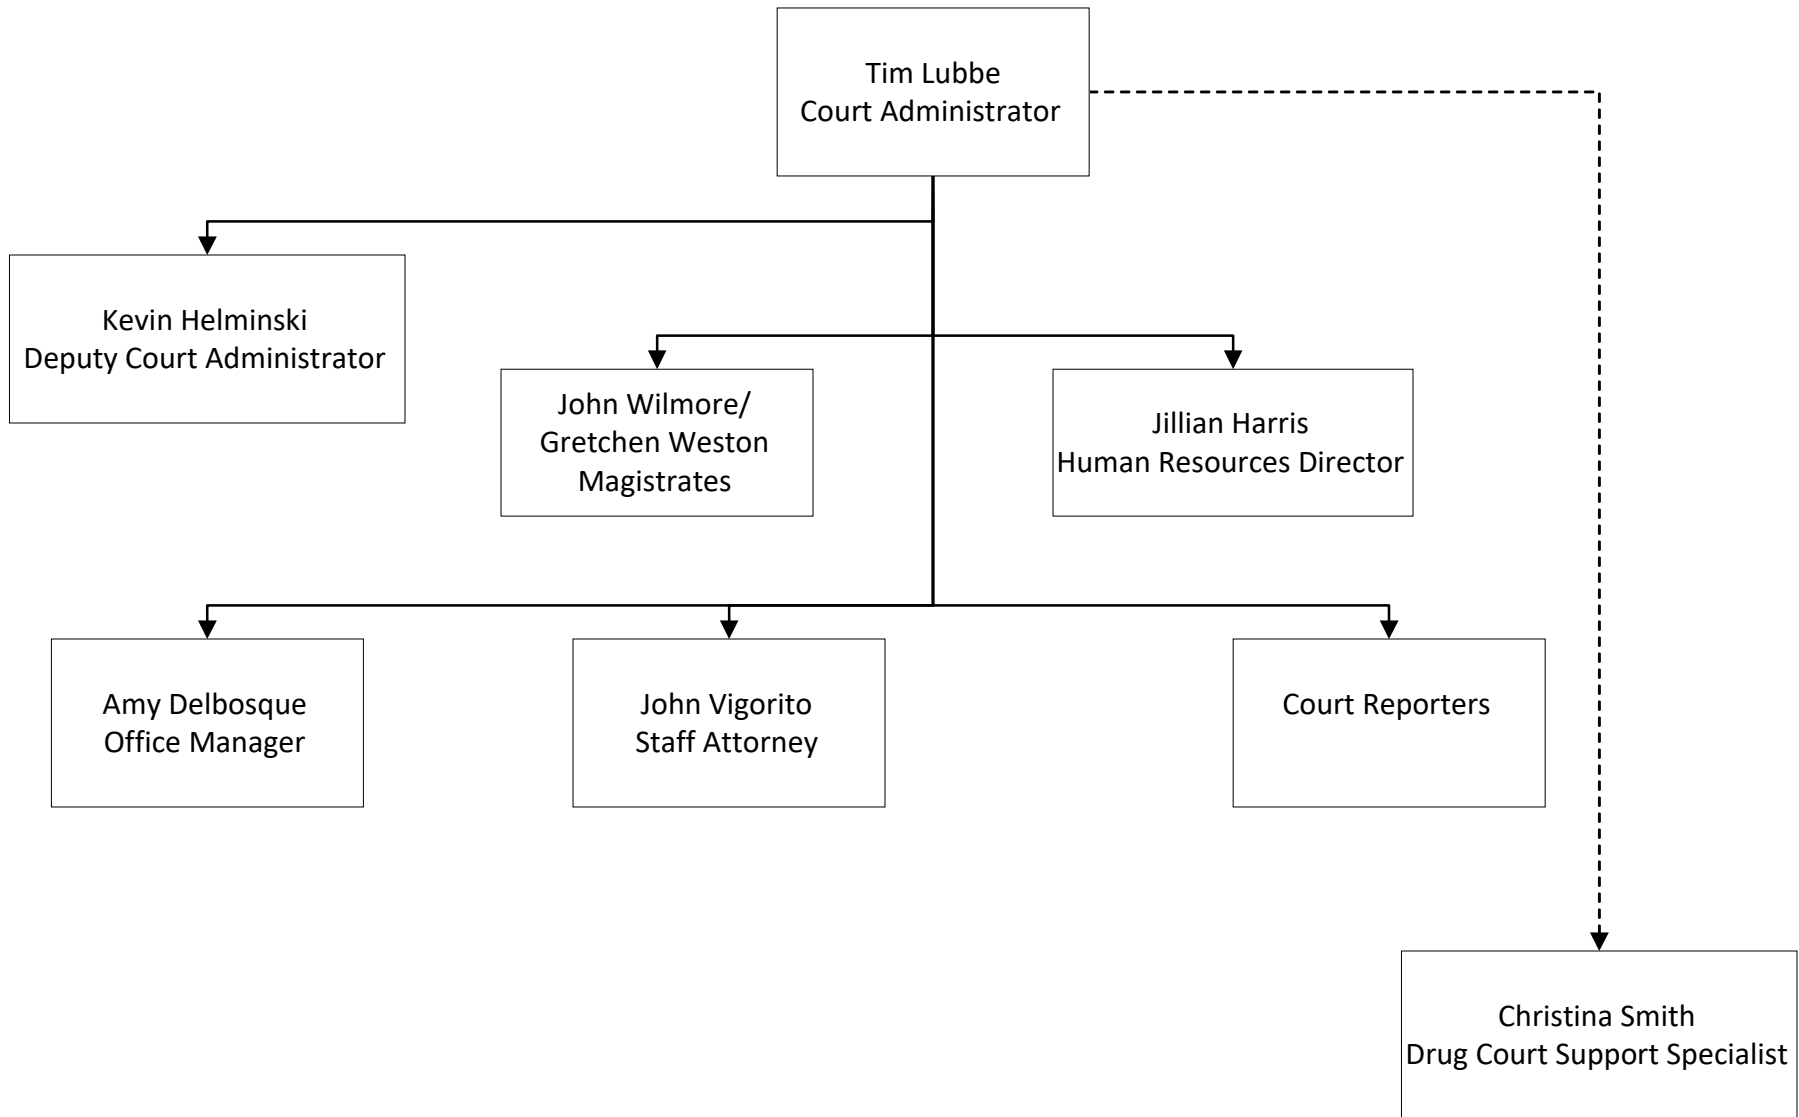 Tim Lubbe
Court Administrator
Kevin Helminski
Deputy Court Administrator
John Wilmore/
Gretchen Weston
Magistrates
Jillian Harris
Human Resources Director
Amy Delbosque
Office Manager
John Vigorito
Staff Attorney
Court Reporters
Christina Smith
Drug Court Support Specialist